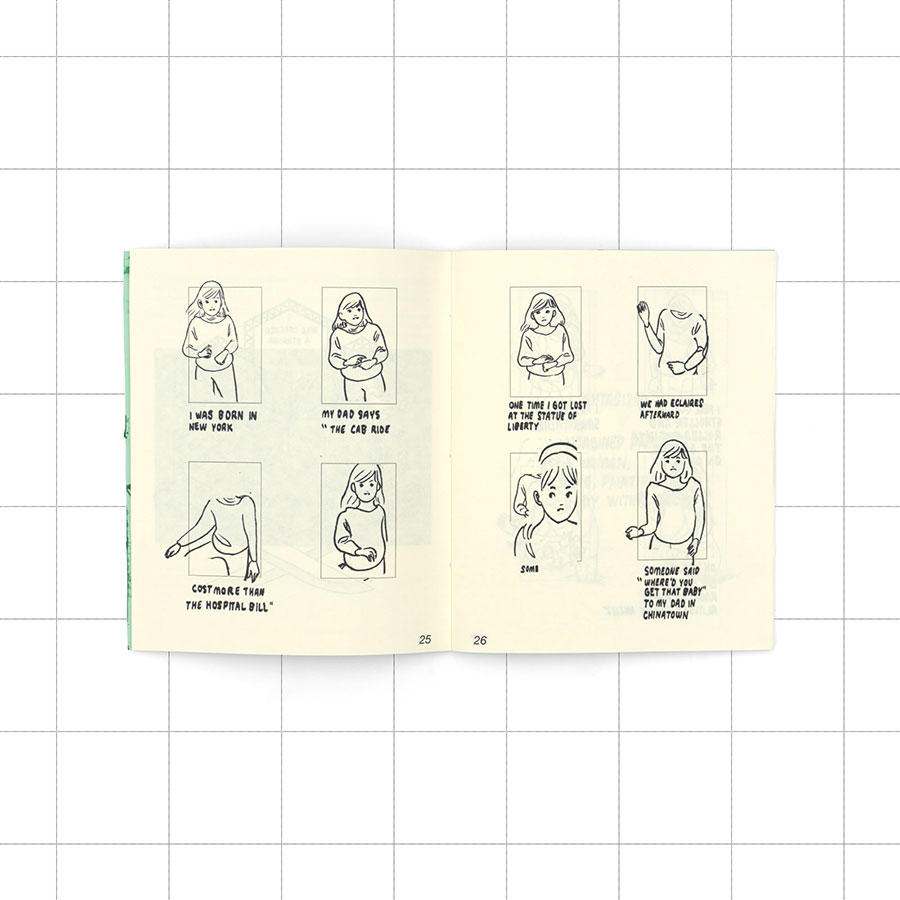 I WAS BORN IN
NEW YORK
MY DAD SAYS
"THE CAB RIDE
COST MORE THAN
THE HOSPITAL BILL"
25
ONE TIME I GOT LOST
AT THE STATUE OF
LIBERTY
WE HAD ECLAIRES
AFTERWARD
SOME
SOMEONE SAID
"WHERE'D YOU
GET THAT BABY"
TO MY DAD IN
CHINATOWN
26